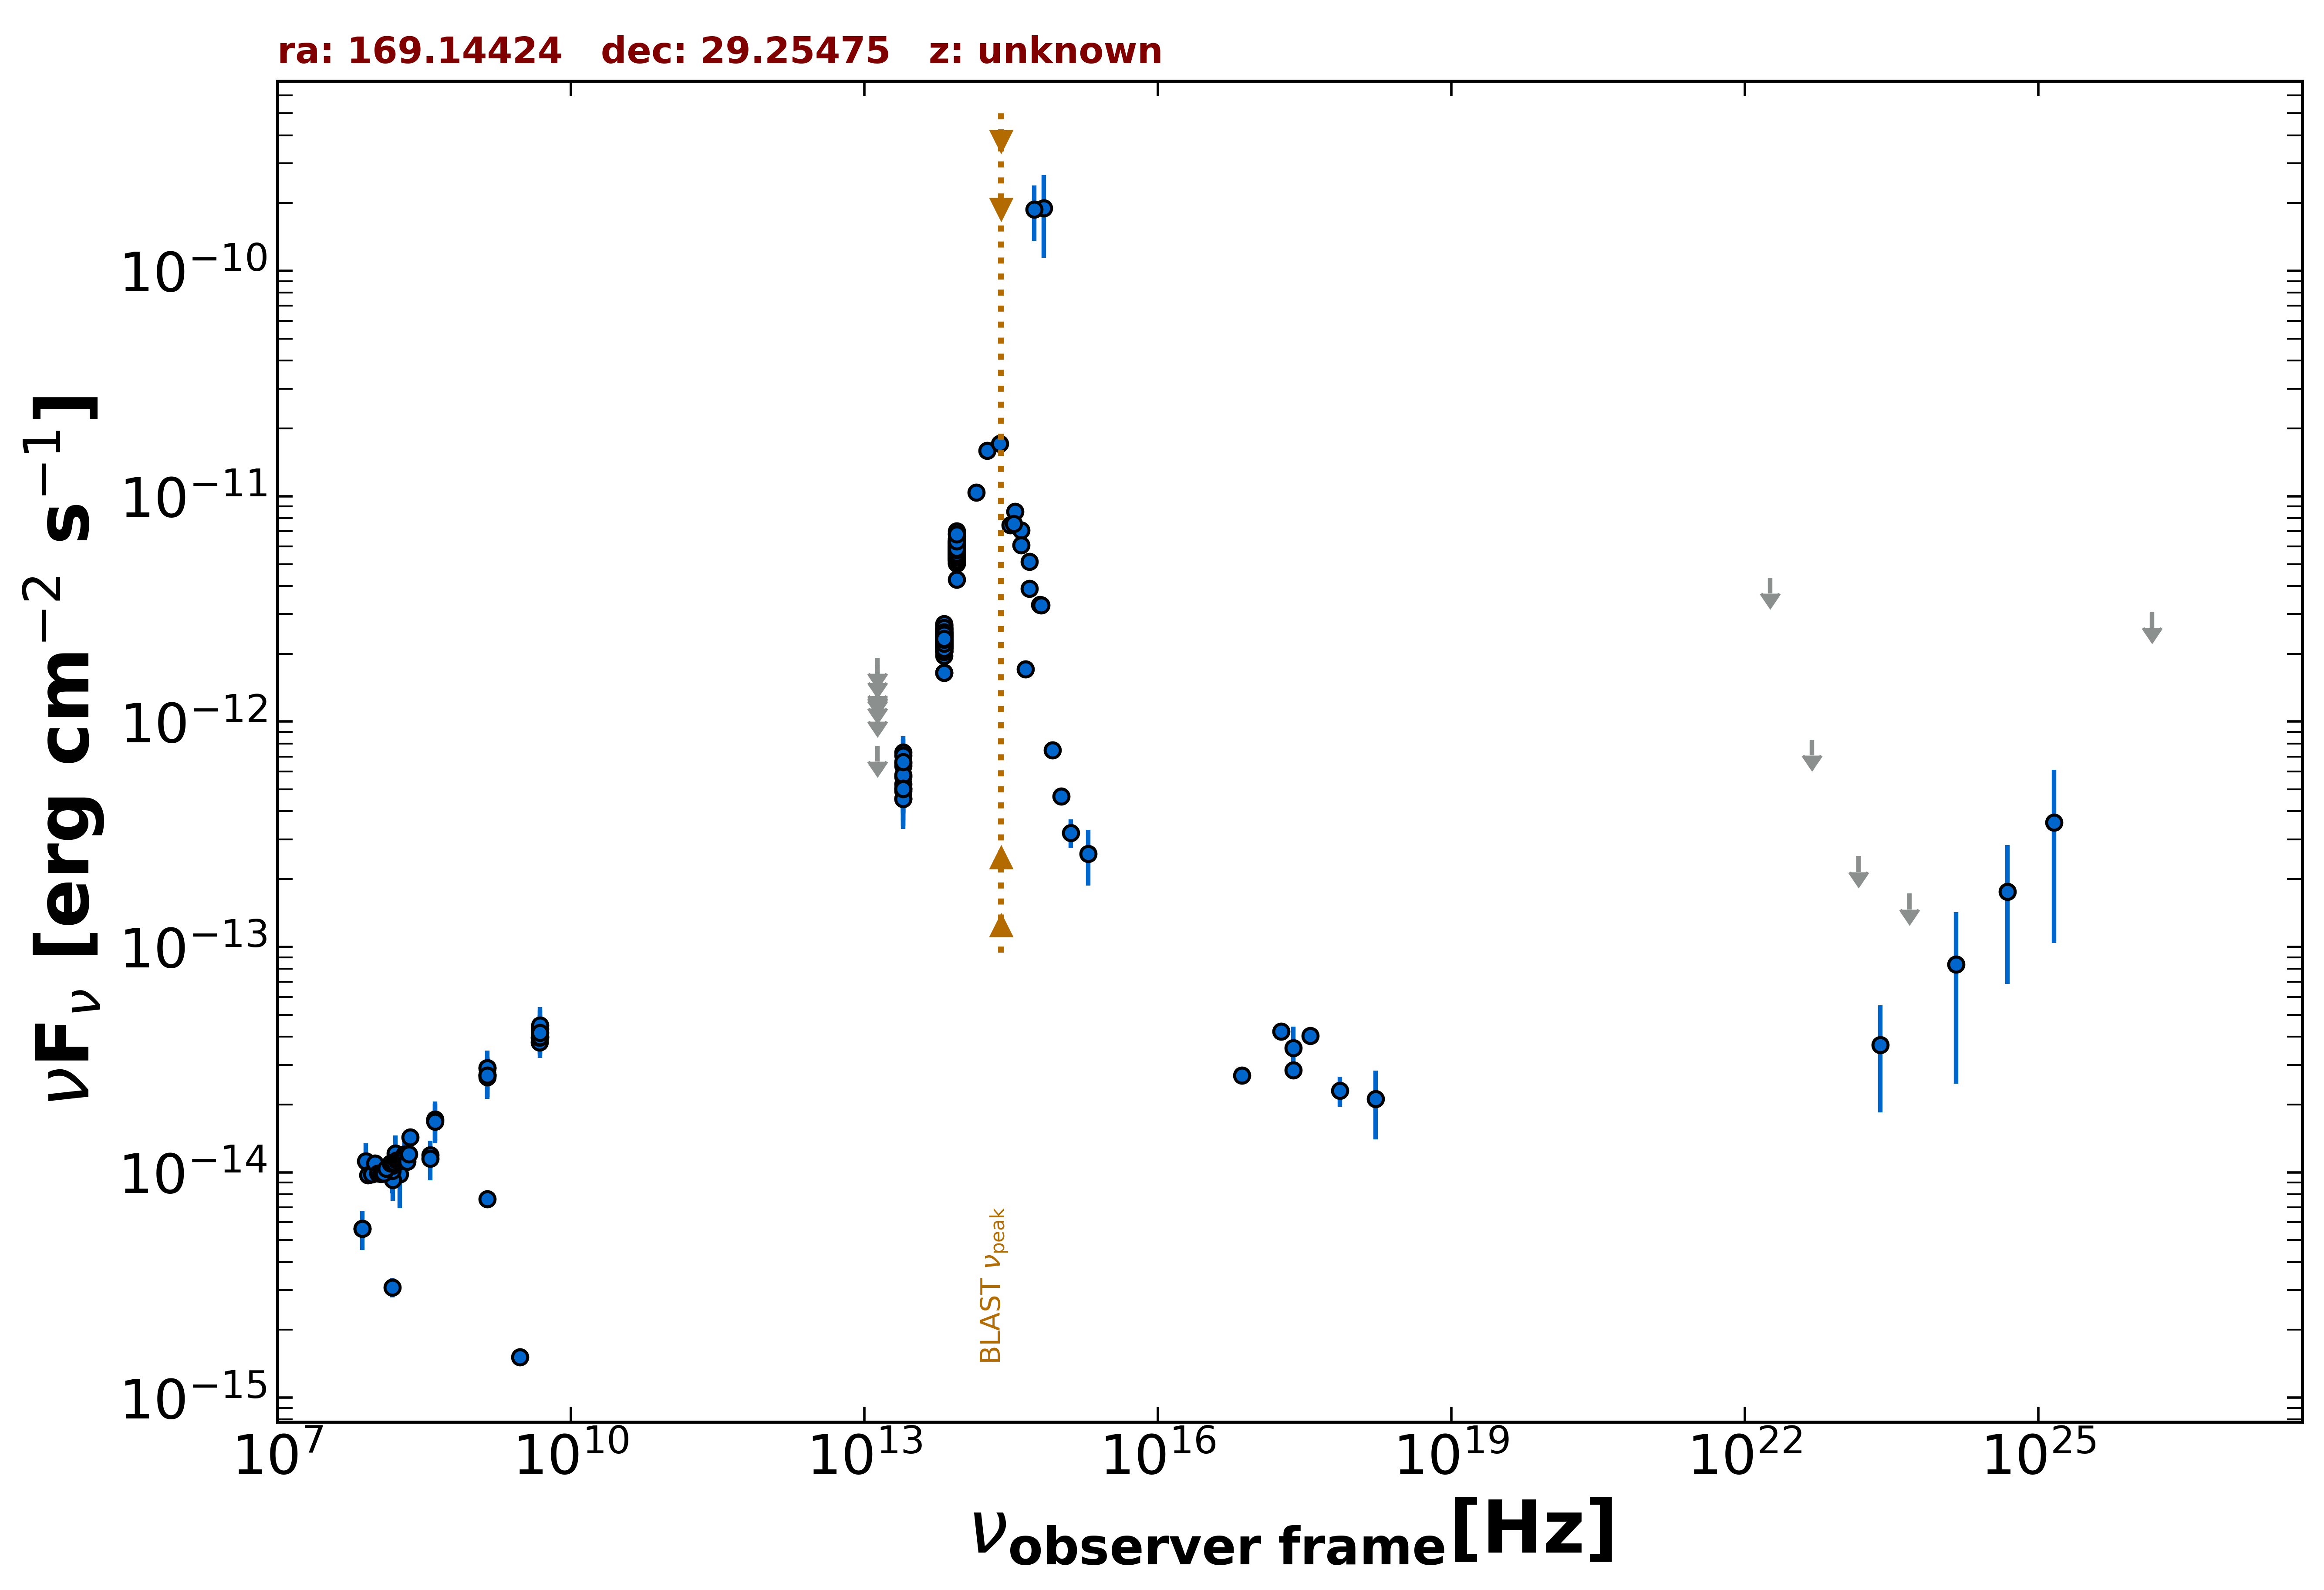 ra: 169.14424   dec: 29.25475   z: unknown
10⁻¹⁰
10⁻¹¹
10⁻¹²
10⁻¹³
10⁻¹⁴
10⁻¹⁵
νFν [erg cm⁻² s⁻¹]
BLAST νpeak
10⁷ 10¹⁰ 10¹³ 10¹⁶ 10¹⁹ 10²² 10²⁵
νobserver frame [Hz]